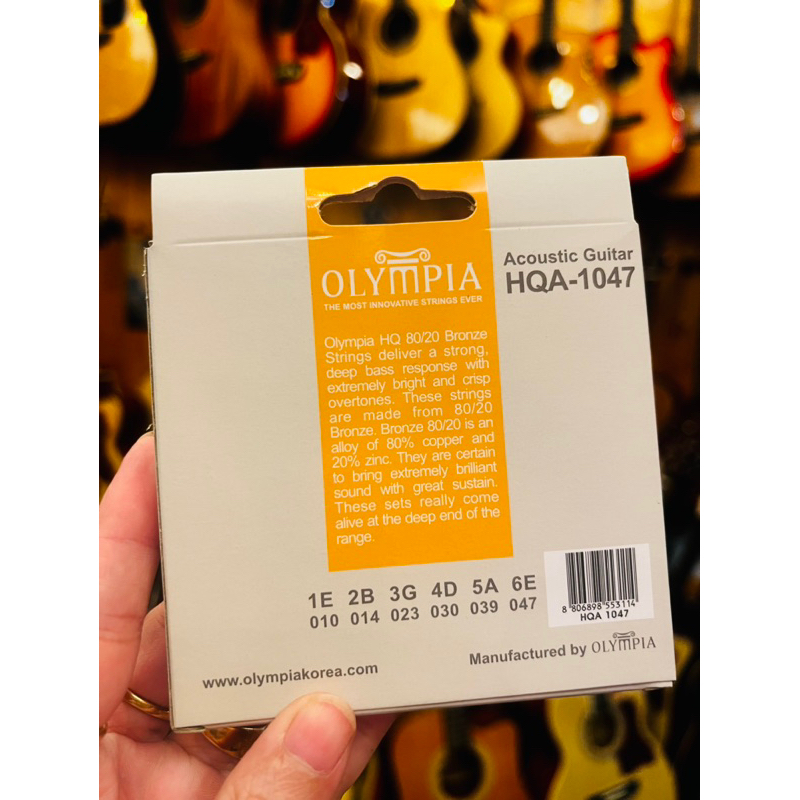 OLYMPIA
THE MOST INNOVATIVE STRINGS EVER
Acoustic Guitar
HQA-1047
Olympia HQ 80/20 Bronze
Strings deliver a strong,
deep bass response with
extremely bright and crisp
overtones. These strings
are made from 80/20
Bronze. Bronze 80/20 is an
alloy of 80% copper and
20% zinc. They are certain
to bring extremely brilliant
sound with great sustain.
These sets really come
alive at the deep end of the
range.
1E 2B 3G 4D 5A 6E
010 014 023 030 039 047
8 806898 553114
HQA 1047
www.olympiakorea.com
Manufactured by OLYMPIA